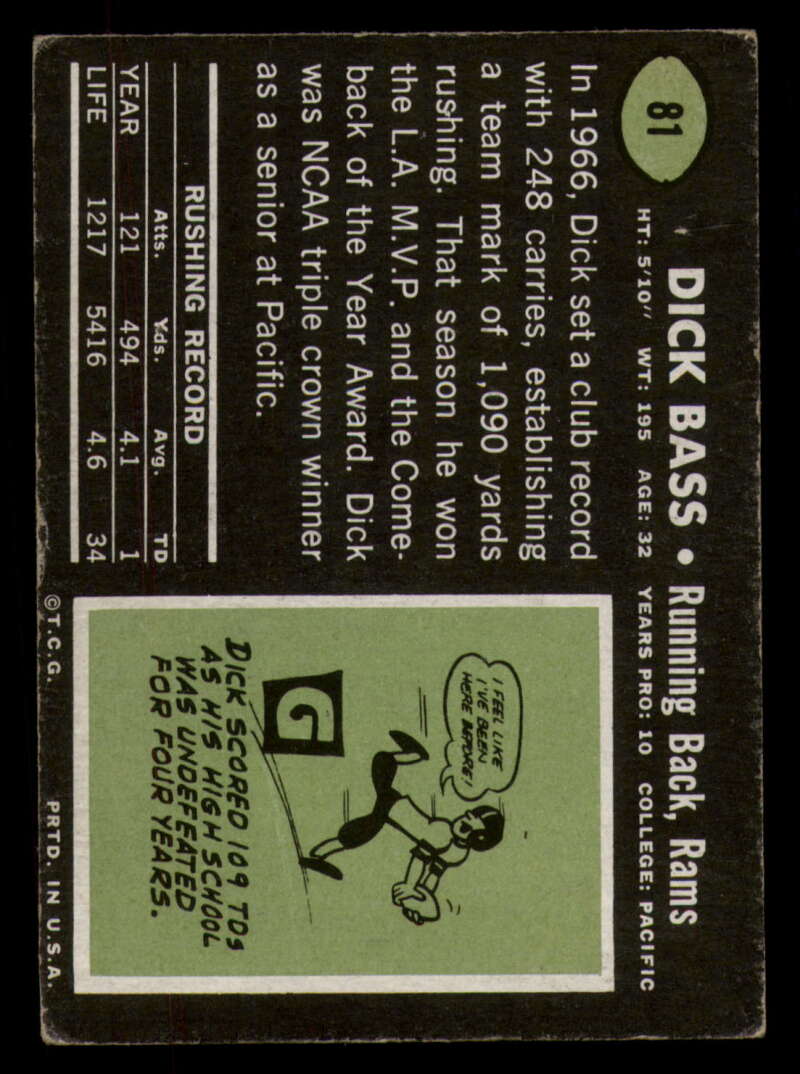 81
DICK BASS • Running Back, Rams
HT: 5'10" WT: 195 AGE: 32 YEARS PRO: 10 COLLEGE: PACIFIC
In 1966, Dick set a club record
with 248 carries, establishing
a team mark of 1,090 yards
rushing. That season he won
the L.A. M.V.P. and the Come-
back of the Year Award. Dick
was NCAA triple crown winner
as a senior at Pacific.
RUSHING RECORD
Atts. Yds. Avg. TD
YEAR 121 494 4.1 1
LIFE 1217 5416 4.6 34
I FEEL LIKE
I'VE BEEN
HERE BEFORE!
G
DICK SCORED 109 TDS
AS HIS HIGH SCHOOL
WAS UNDEFEATED
FOR FOUR YEARS.
©T.C.G. PRTD. IN U.S.A.